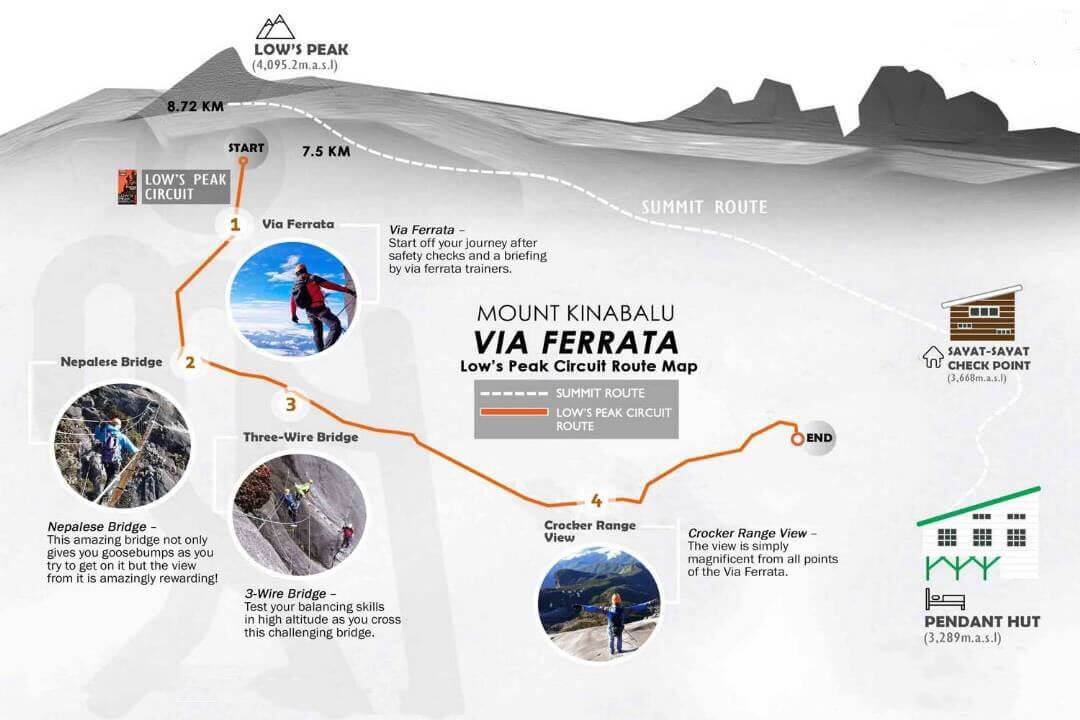 LOW'S PEAK
(4,095.2m.a.s.l)
8.72 KM
START
7.5 KM
LOW'S PEAK
CIRCUIT
SUMMIT ROUTE
1
Via Ferrata
Via Ferrata –
Start off your journey after
safety checks and a briefing
by via ferrata trainers.
MOUNT KINABALU
VIA FERRATA
Low's Peak Circuit Route Map
SUMMIT ROUTE
LOW'S PEAK CIRCUIT
ROUTE
SAYAT-SAYAT
CHECK POINT
(3,668m.a.s.l)
Nepalese Bridge
2
3
Three-Wire Bridge
END
4
Crocker Range
View
Nepalese Bridge –
This amazing bridge not only
gives you goosebumps as you
try to get on it but the view
from it is amazingly rewarding!
3-Wire Bridge –
Test your balancing skills
in high altitude as you cross
this challenging bridge.
Crocker Range View –
The view is simply
magnificent from all points
of the Via Ferrata.
PENDANT HUT
(3,289m.a.s.l)